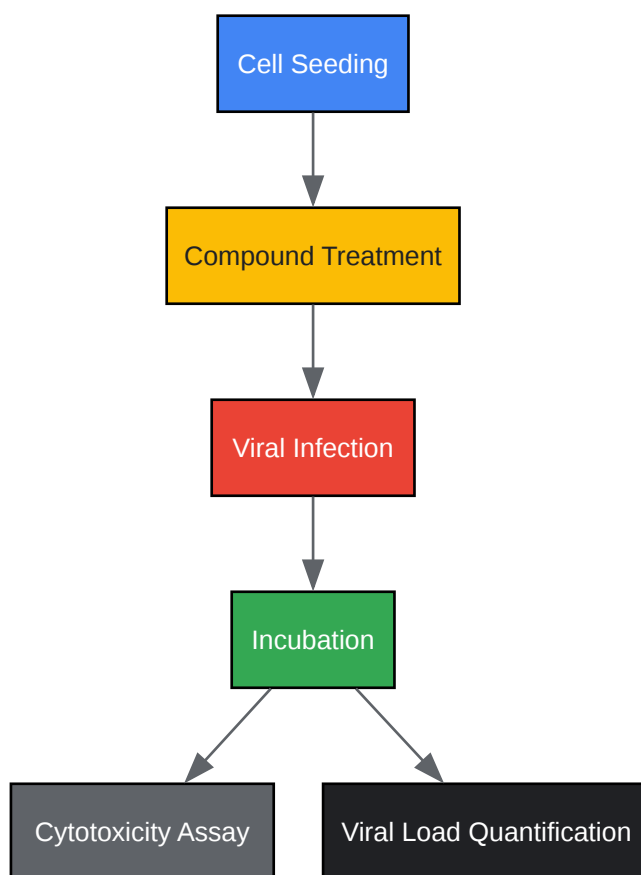 Cell Seeding
Compound Treatment
Viral Infection
Incubation
Cytotoxicity Assay
Viral Load Quantification